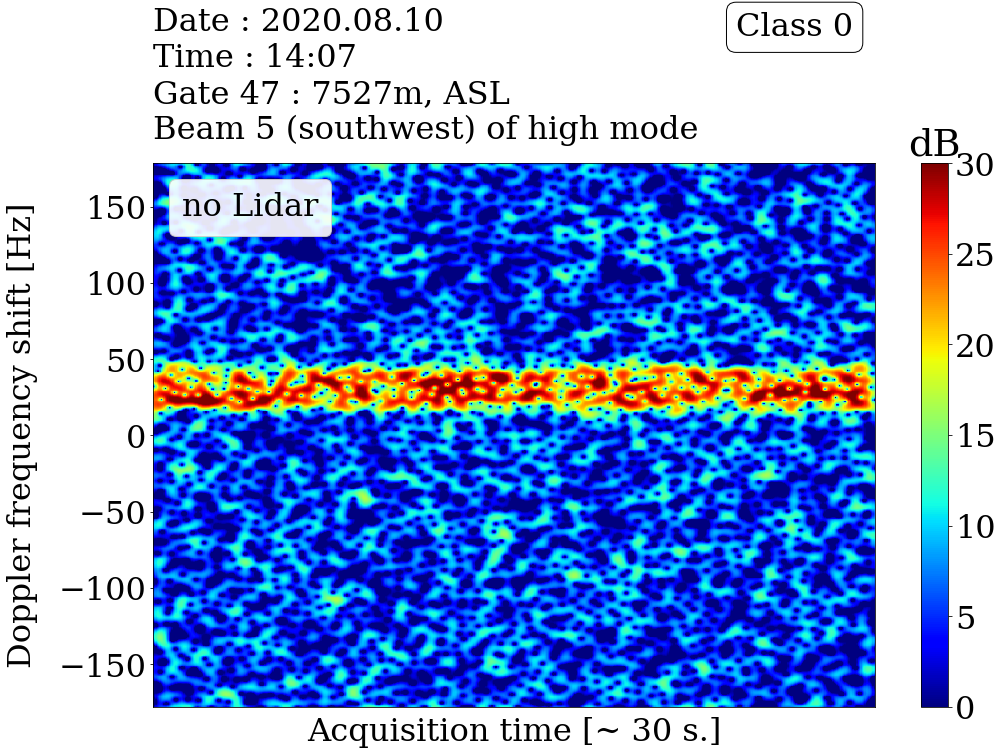 Date : 2020.08.10
Time : 14:07
Gate 47 : 7527m, ASL
Beam 5 (southwest) of high mode
Class 0
no Lidar
Doppler frequency shift [Hz]
150
100
50
0
−50
−100
−150
Acquisition time [~ 30 s.]
dB
30
25
20
15
10
5
0